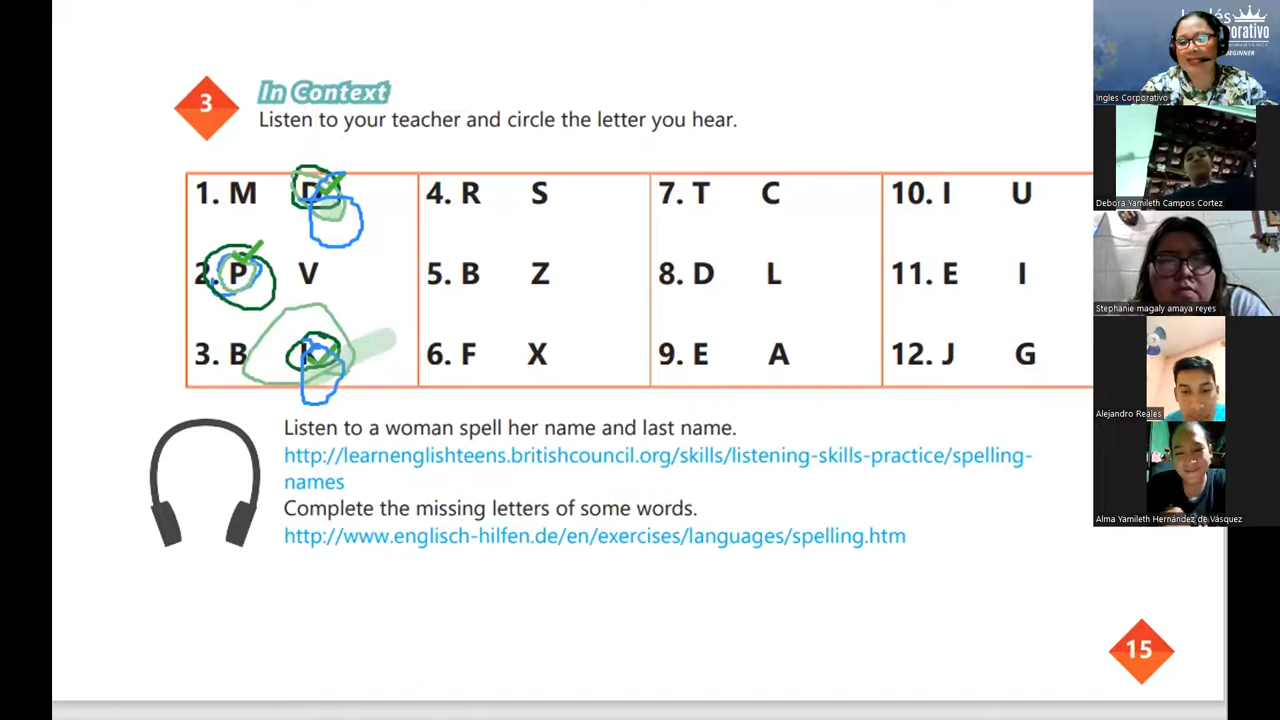 3
In Context
Listen to your teacher and circle the letter you hear.
1. M D 4. R S 7. T C 10. I U
2. P V 5. B Z 8. D L 11. E I
3. B K 6. F X 9. E A 12. J G
Listen to a woman spell her name and last name.
http://learnenglishteens.britishcouncil.org/skills/listening-skills-practice/spelling-
names
Complete the missing letters of some words.
http://www.englisch-hilfen.de/en/exercises/languages/spelling.htm
15
BEGINNER
Ingles Corporativo
Debora Yamileth Campos Cortez
Stephanie magaly amaya reyes
Alejandro Reales
Alma Yamileth Hernández de Vásquez